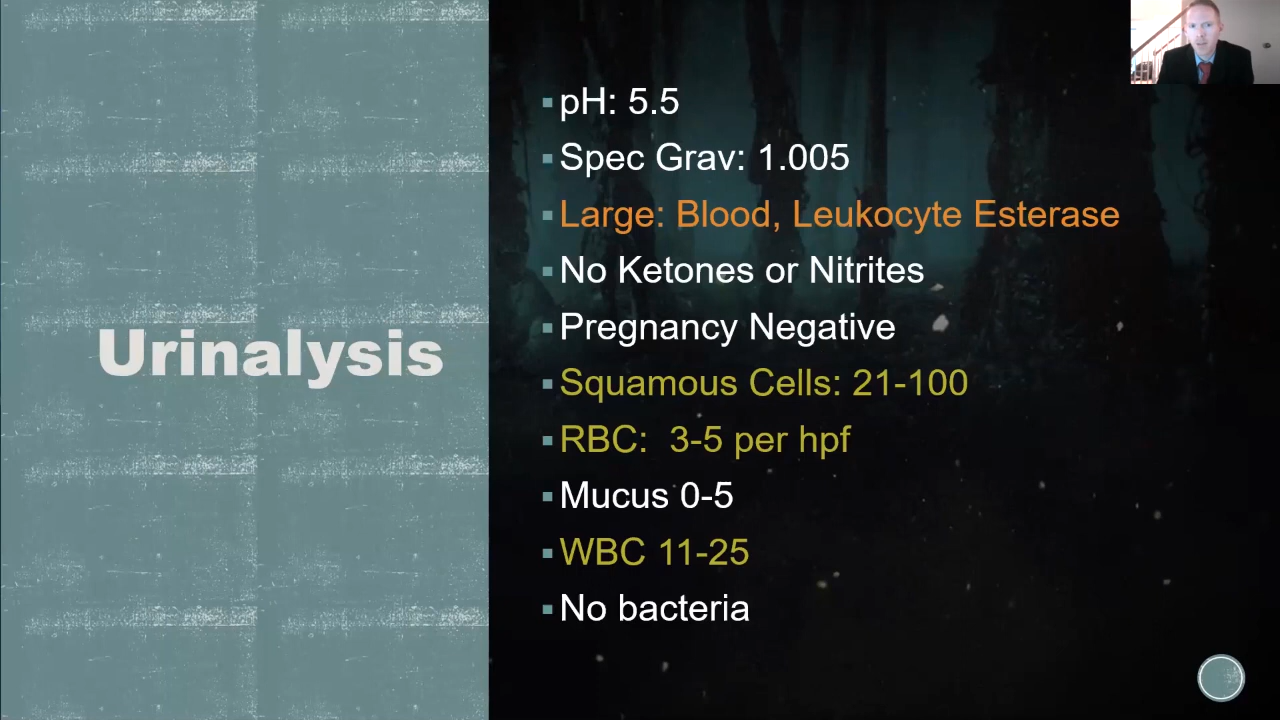 Urinalysis
pH: 5.5
Spec Grav: 1.005
Large: Blood, Leukocyte Esterase
No Ketones or Nitrites
Pregnancy Negative
Squamous Cells: 21-100
RBC:  3-5 per hpf
Mucus 0-5
WBC 11-25
No bacteria